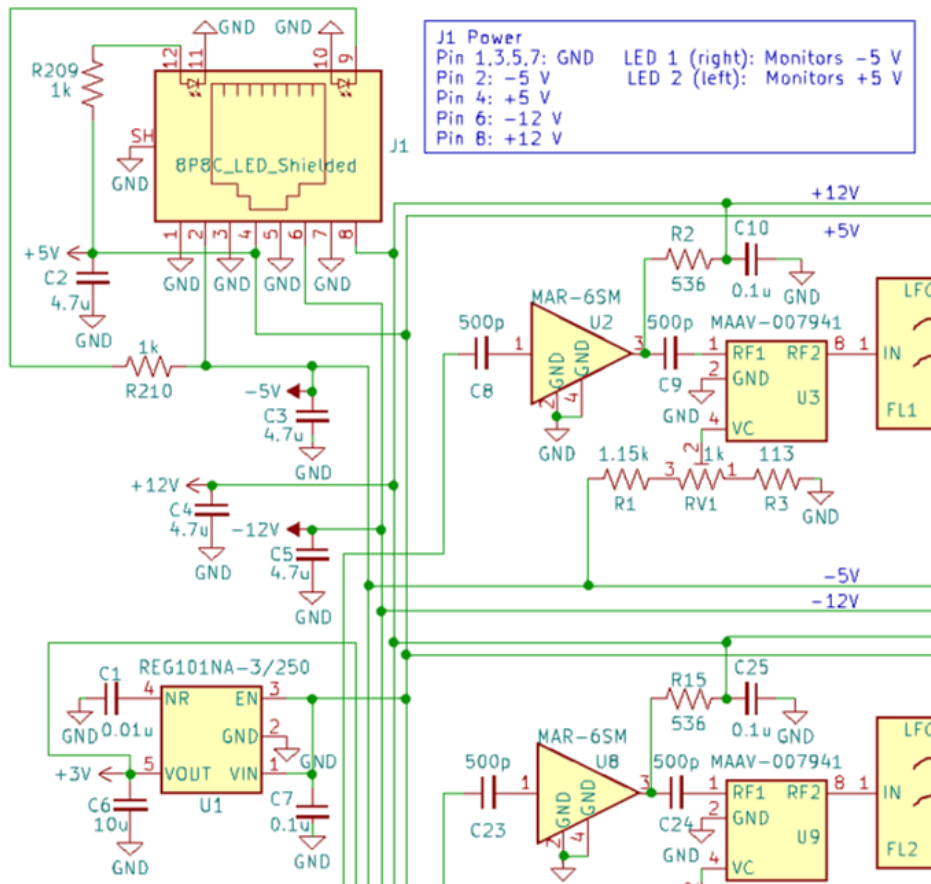 GND
GND
12
11
10
9
R209
1k
SH
GND
8P8C_LED_Shielded
J1
1
2
3
4
5
6
7
8
GND
GND
GND
GND
J1 Power
Pin 1,3,5,7: GND LED 1 (right): Monitors -5 V
Pin 2: -5 V LED 2 (left): Monitors +5 V
Pin 4: +5 V
Pin 6: -12 V
Pin 8: +12 V
+5V
C2
4.7u
GND
1k
R210
-5V
C3
4.7u
GND
+12V
C4
4.7u
GND
-12V
C5
4.7u
GND
+12V
+5V
R2
536
C10
0.1u
GND
MAR-6SM
U2
500p
C8
1
GND
2
GND
4
GND
3
500p
C9
MAAV-007941
1
RF1
RF2
8
2
GND
GND
U3
4
VC
1
IN
LFC
FL1
1.15k
R1
3
2
1k
1
RV1
113
R3
GND
-5V
-12V
REG101NA-3/250
C1
GND
0.01u
4
NR
EN
3
GND
2
GND
+3V
5
VOUT
VIN
1
U1
C6
10u
GND
C7
0.1u
GND
R15
536
C25
0.1u
GND
MAR-6SM
U8
500p
C23
1
GND
2
GND
4
3
500p
C24
MAAV-007941
1
RF1
RF2
8
2
GND
GND
U9
4
VC
1
IN
LFC
FL2